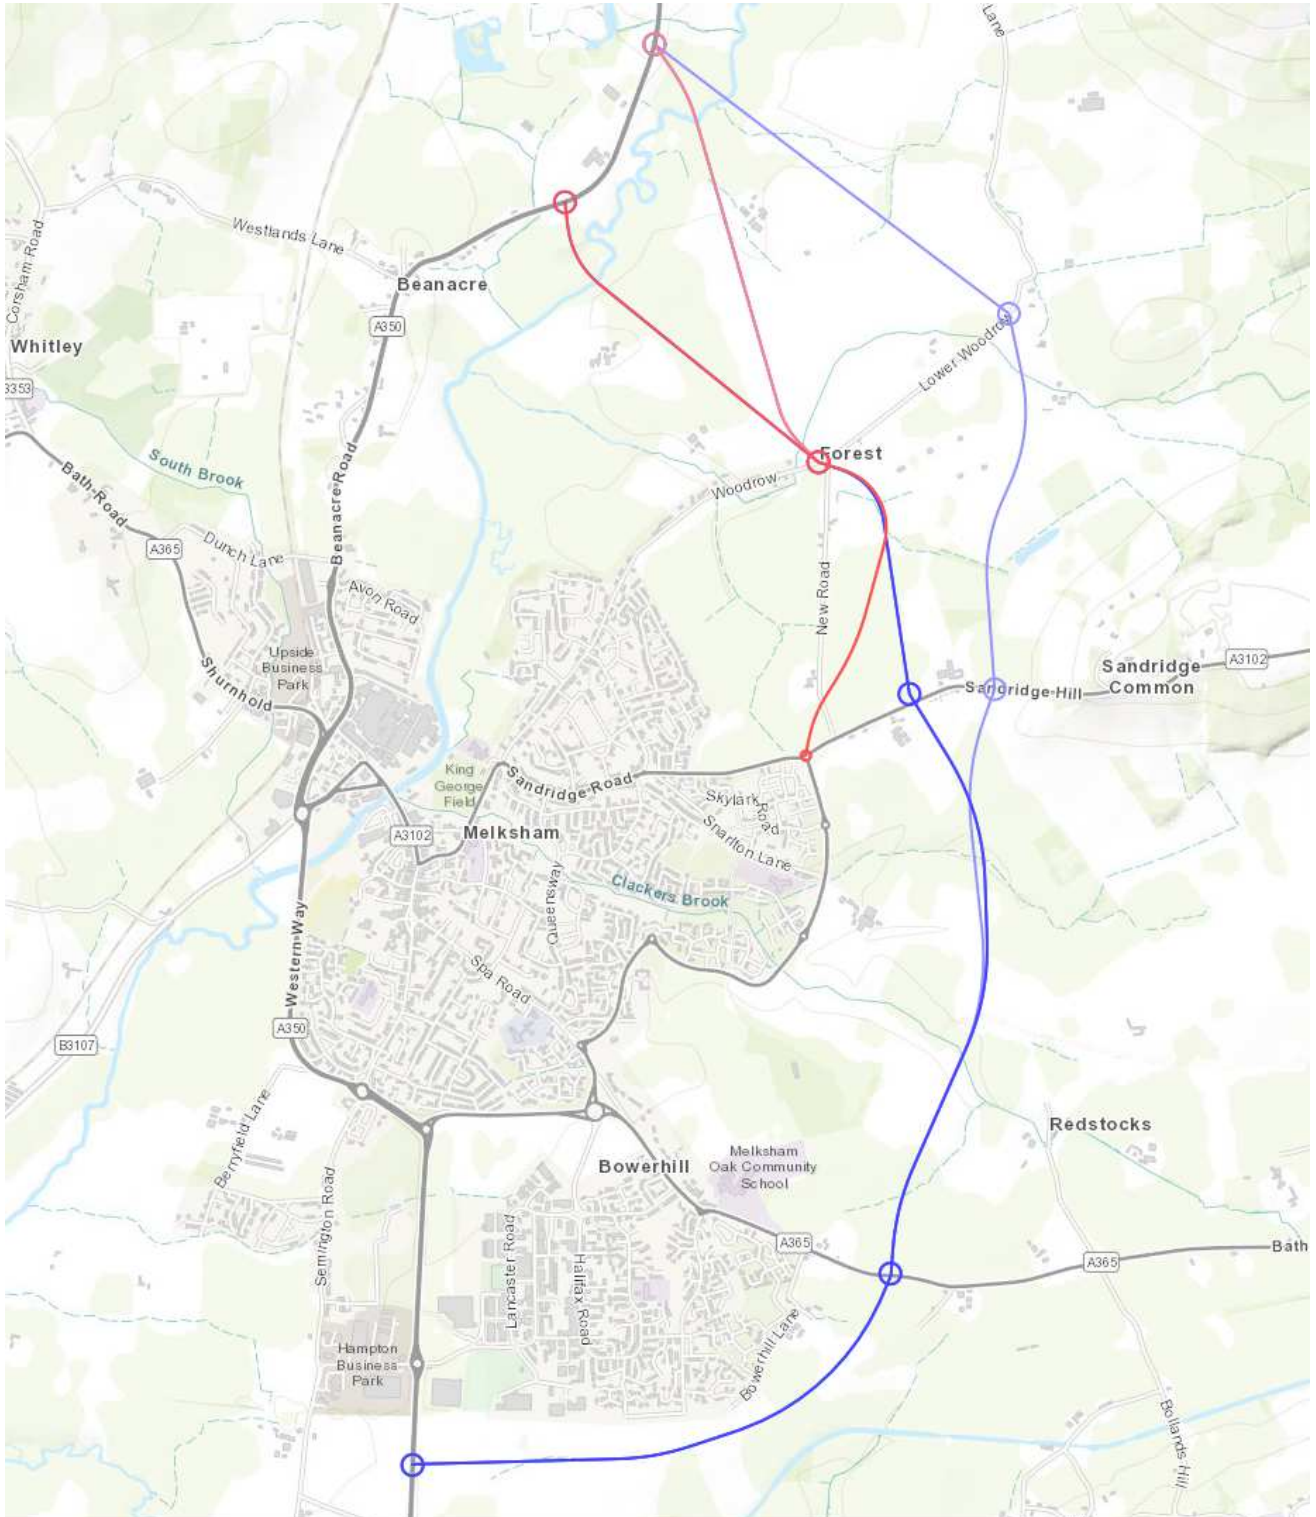 Lane
Westlands Lane
Corsham Road
Beanacre
A350
Whitley
3353
Lower Woodrow
South Brook
Bath Road
Beanacre Road
Forest
Woodrow
A365
Dunch Lane
Avon Road
New Road
Upside
Business
Park
Shurnhold
A3102
Sandridge
Common
Sandridge Hill
King
George
Field
Sandridge Road
Skylark Road
Snarlton Lane
A3102
Melksham
Queensway
Clackers Brook
Western Way
Spa Road
A350
B3107
Berryfield Lane
Redstocks
Melksham
Oak Community
School
Bowerhill
Semington Road
Lancaster Road
Halifax Road
A365
A365
Bath
Bowerhill Lane
Hampton
Business
Park
Bollands Hill